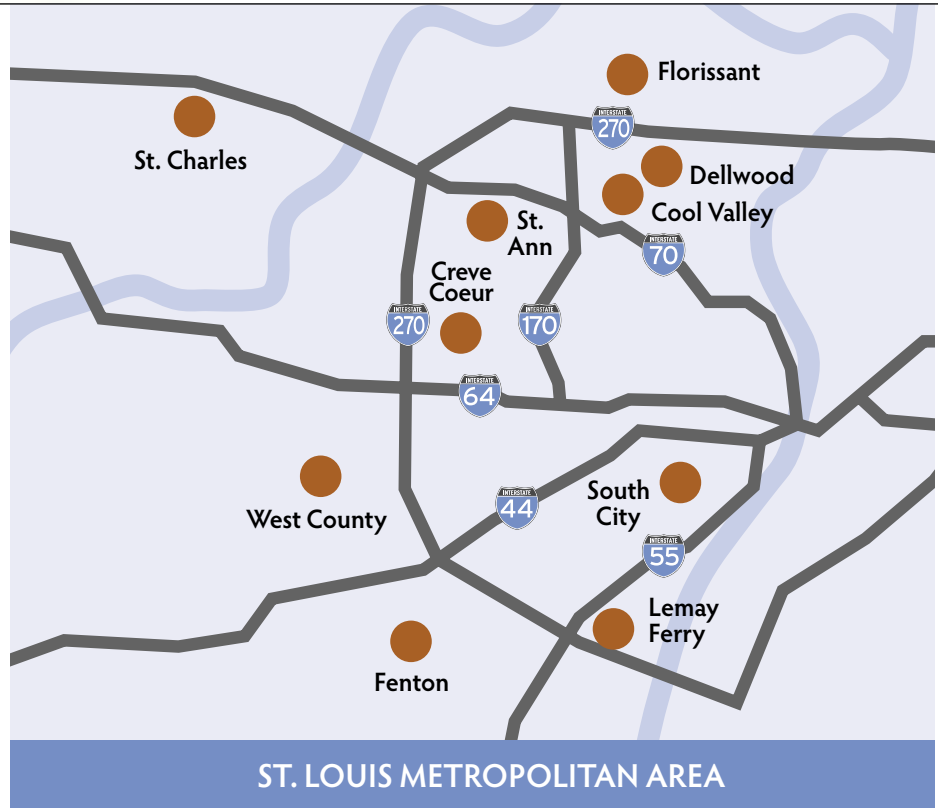 Florissant
INTERSTATE
270
St. Charles
Dellwood
Cool Valley
St.
Ann
INTERSTATE
70
Creve
Coeur
INTERSTATE
270
INTERSTATE
170
INTERSTATE
64
West County
INTERSTATE
44
South
City
INTERSTATE
55
Lemay
Ferry
Fenton
ST. LOUIS METROPOLITAN AREA